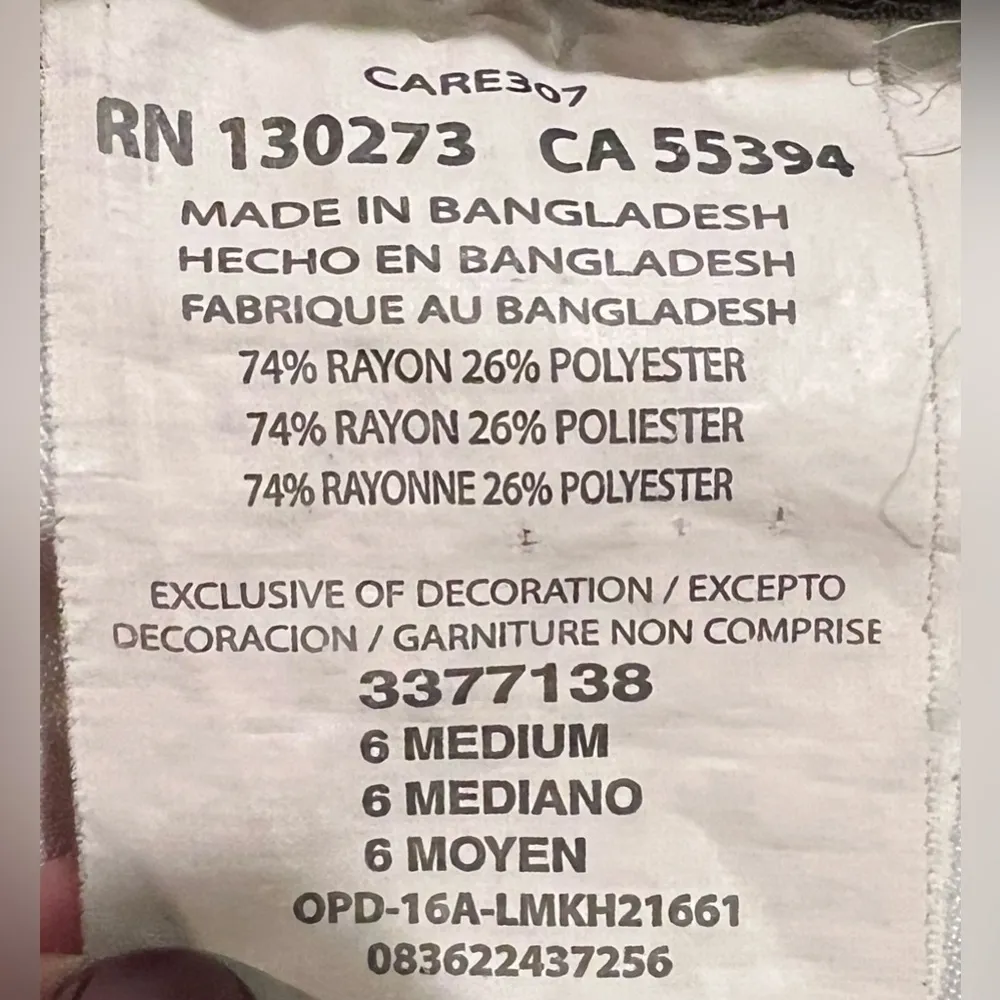 CARE307
RN 130273 CA 55394
MADE IN BANGLADESH
HECHO EN BANGLADESH
FABRIQUE AU BANGLADESH
74% RAYON 26% POLYESTER
74% RAYON 26% POLIESTER
74% RAYONNE 26% POLYESTER
EXCLUSIVE OF DECORATION / EXCEPTO
DECORACION / GARNITURE NON COMPRISE
3377138
6 MEDIUM
6 MEDIANO
6 MOYEN
OPD-16A-LMKH21661
083622437256